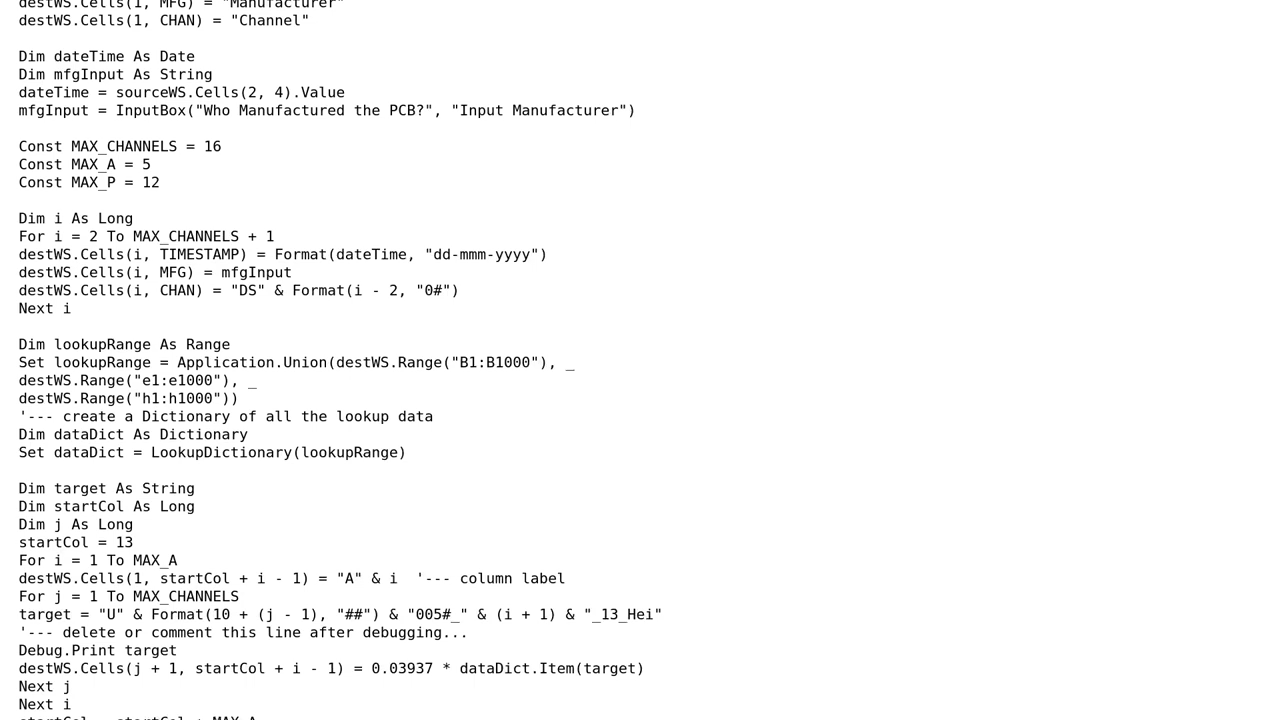 destWS.Cells(1, MFG) = "Manufacturer"
destWS.Cells(1, CHAN) = "Channel"
Dim dateTime As Date
Dim mfgInput As String
dateTime = sourceWS.Cells(2, 4).Value
mfgInput = InputBox("Who Manufactured the PCB?", "Input Manufacturer")
Const MAX_CHANNELS = 16
Const MAX_A = 5
Const MAX_P = 12
Dim i As Long
For i = 2 To MAX_CHANNELS + 1
destWS.Cells(i, TIMESTAMP) = Format(dateTime, "dd-mmm-yyyy")
destWS.Cells(i, MFG) = mfgInput
destWS.Cells(i, CHAN) = "DS" & Format(i - 2, "0#")
Next i
Dim lookupRange As Range
Set lookupRange = Application.Union(destWS.Range("B1:B1000"), _
destWS.Range("e1:e1000"), _
destWS.Range("h1:h1000"))
'--- create a Dictionary of all the lookup data
Dim dataDict As Dictionary
Set dataDict = LookupDictionary(lookupRange)
Dim target As String
Dim startCol As Long
Dim j As Long
startCol = 13
For i = 1 To MAX_A
destWS.Cells(1, startCol + i - 1) = "A" & i  '--- column label
For j = 1 To MAX_CHANNELS
target = "U" & Format(10 + (j - 1), "##") & "005#_" & (i + 1) & "_13_Hei"
'--- delete or comment this line after debugging...
Debug.Print target
destWS.Cells(j + 1, startCol + i - 1) = 0.03937 * dataDict.Item(target)
Next j
Next i
startCol = startCol + MAX_A